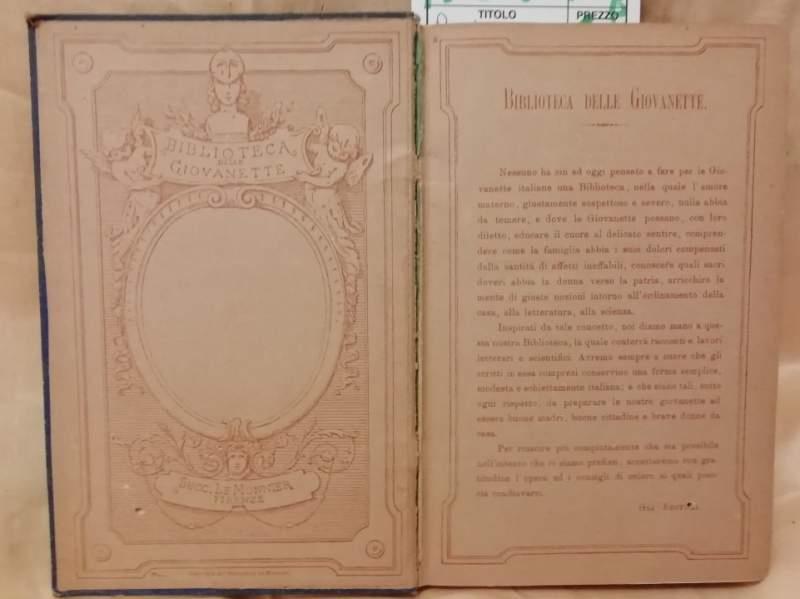 TITOLO
PREZZO
BIBLIOTECA
DELLE
GIOVANETTE
SUCC. LE MONNIER
FIRENZE
BIBLIOTECA DELLE GIOVANETTE.
Nessuno ha sin ad oggi pensato a fare per le Gio-
vanette italiane una Biblioteca, nella quale l'amore
materno, giustamente sospettoso e severo, nulla abbia
da temere, e dove le Giovanette possano, con loro
diletto, educare il cuore al delicato sentire, compren-
dere come la famiglia abbia i suoi dolori compensati
dalla santità di affetti ineffabili, conoscere quali sacri
doveri abbia la donna verso la patria, arricchire la
mente di giuste nozioni intorno all'ordinamento della
casa, alla letteratura, alla scienza.
Inspirati da tale concetto, noi diamo mano a que-
sta nostra Biblioteca, la quale conterrà racconti e lavori
letterari e scientifici. Avremo sempre a cuore che gli
scritti in essa compresi conservino una forma semplice,
modesta e schiettamente italiana; e che siano tali, sotto
ogni rispetto, da preparare le nostre giovanette ad
essere buone madri, buone cittadine e brave donne da
casa.
Per riuscire più compiutamente che sia possibile
nell'intento che ci siamo prefissi, accetteremo con gra-
titudine l'opera ed i consigli di coloro ai quali piac-
cia coadiuvarci.
GLI EDITORI.